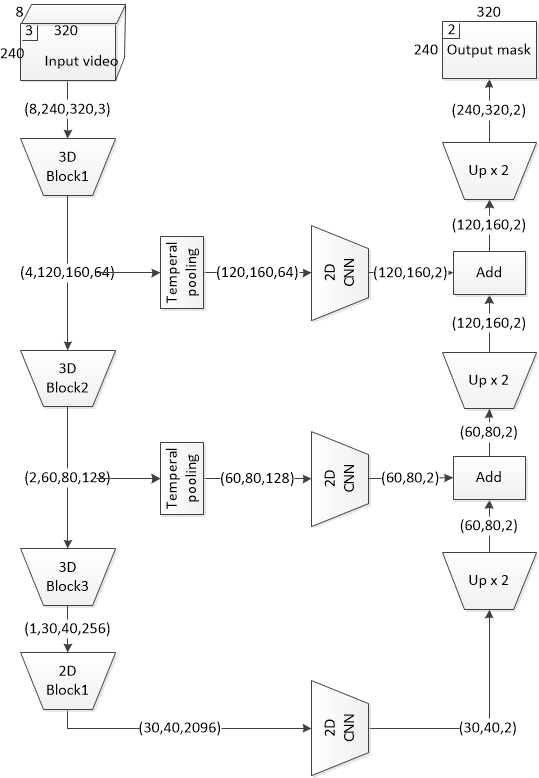 8
3 320
240
Input video
(8,240,320,3)
3D
Block1
(4,120,160,64)
Temperal
pooling
(120,160,64)
2D
CNN
(120,160,2)
3D
Block2
(2,60,80,128)
Temperal
pooling
(60,80,128)
2D
CNN
(60,80,2)
3D
Block3
(1,30,40,256)
2D
Block1
(30,40,2096)
2D
CNN
(30,40,2)
Up x 2
(60,80,2)
Add
(60,80,2)
Up x 2
(120,160,2)
Add
(120,160,2)
Up x 2
(240,320,2)
320
2
240
Output mask